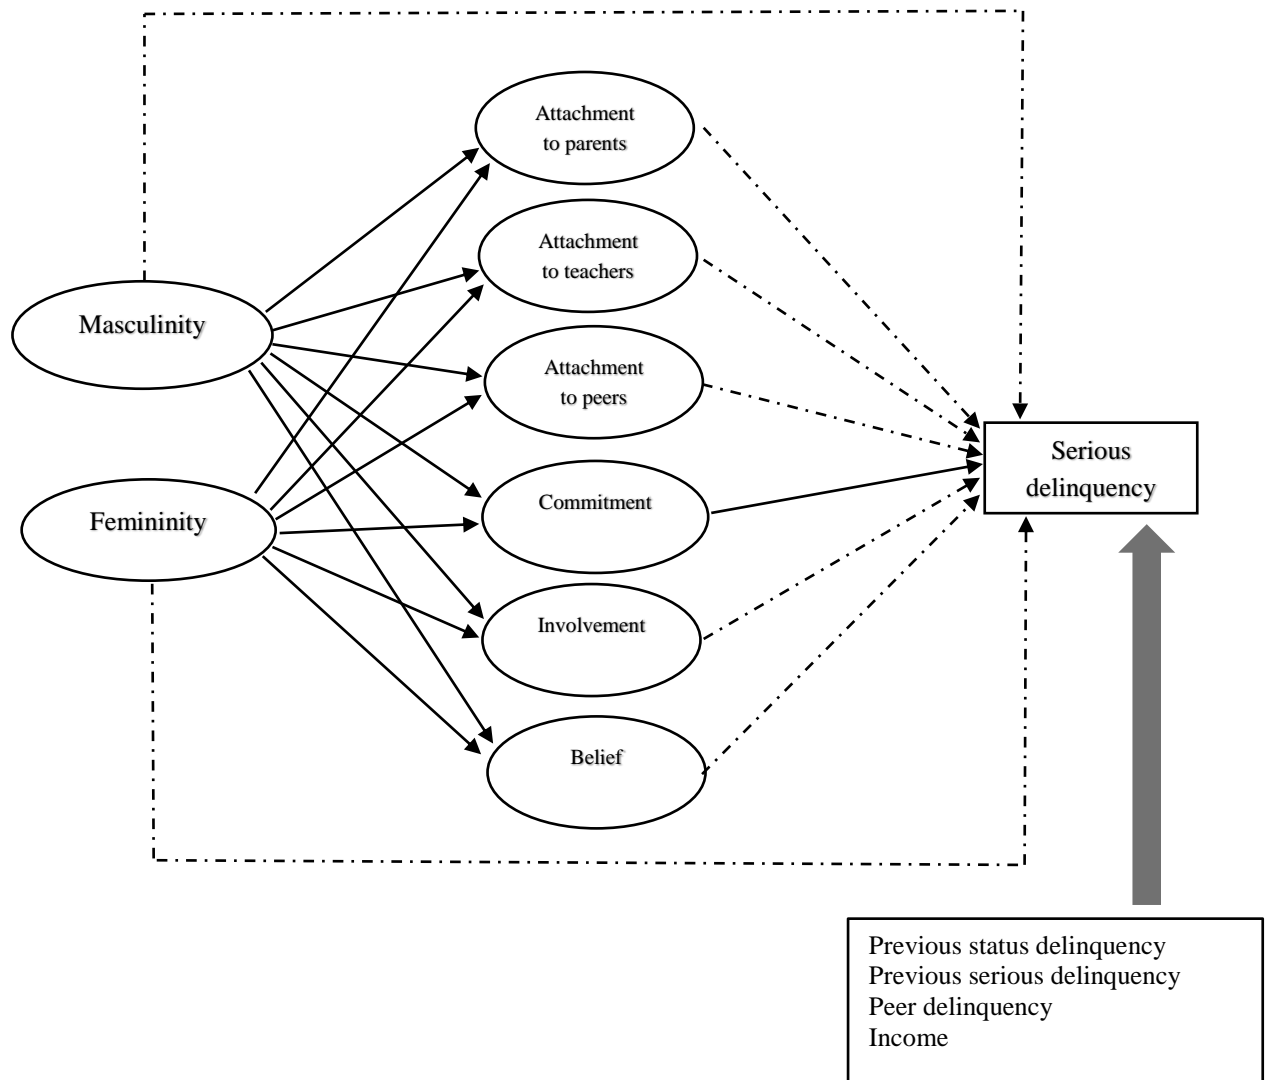 Attachment
to parents
Attachment
to teachers
Masculinity
Attachment
to peers
Serious
delinquency
Commitment
Femininity
Involvement
Belief
Previous status delinquency
Previous serious delinquency
Peer delinquency
Income